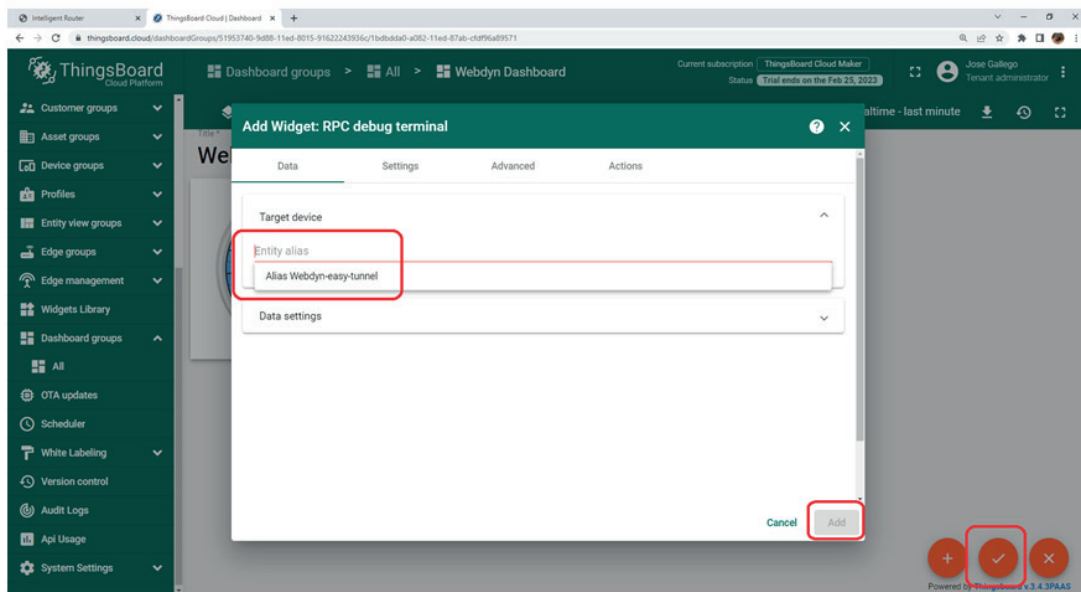 Intelligent Router
ThingsBoard Cloud | Dashboard
thingsboard.cloud/dashboardGroups/51953740-9d88-11ed-8015-91622243936c/1bdbdda0-a082-11ed-87ab-cfdf96a89571
ThingsBoard
Cloud Platform
Dashboard groups > All > Webdyn Dashboard
Current subscription ThingsBoard Cloud Maker
Status Trial ends on the Feb 25, 2023
Jose Gallego
Tenant administrator
Customer groups
Asset groups
Device groups
Profiles
Entity view groups
Edge groups
Edge management
Widgets Library
Dashboard groups
All
OTA updates
Scheduler
White Labeling
Version control
Audit Logs
Api Usage
System Settings
altime - last minute
Title *
We
Add Widget: RPC debug terminal
Data Settings Advanced Actions
Target device
Entity alias
Alias Webdyn-easy-tunnel
Data settings
Cancel Add
Powered by Thingsboard v.3.4.3PAAS